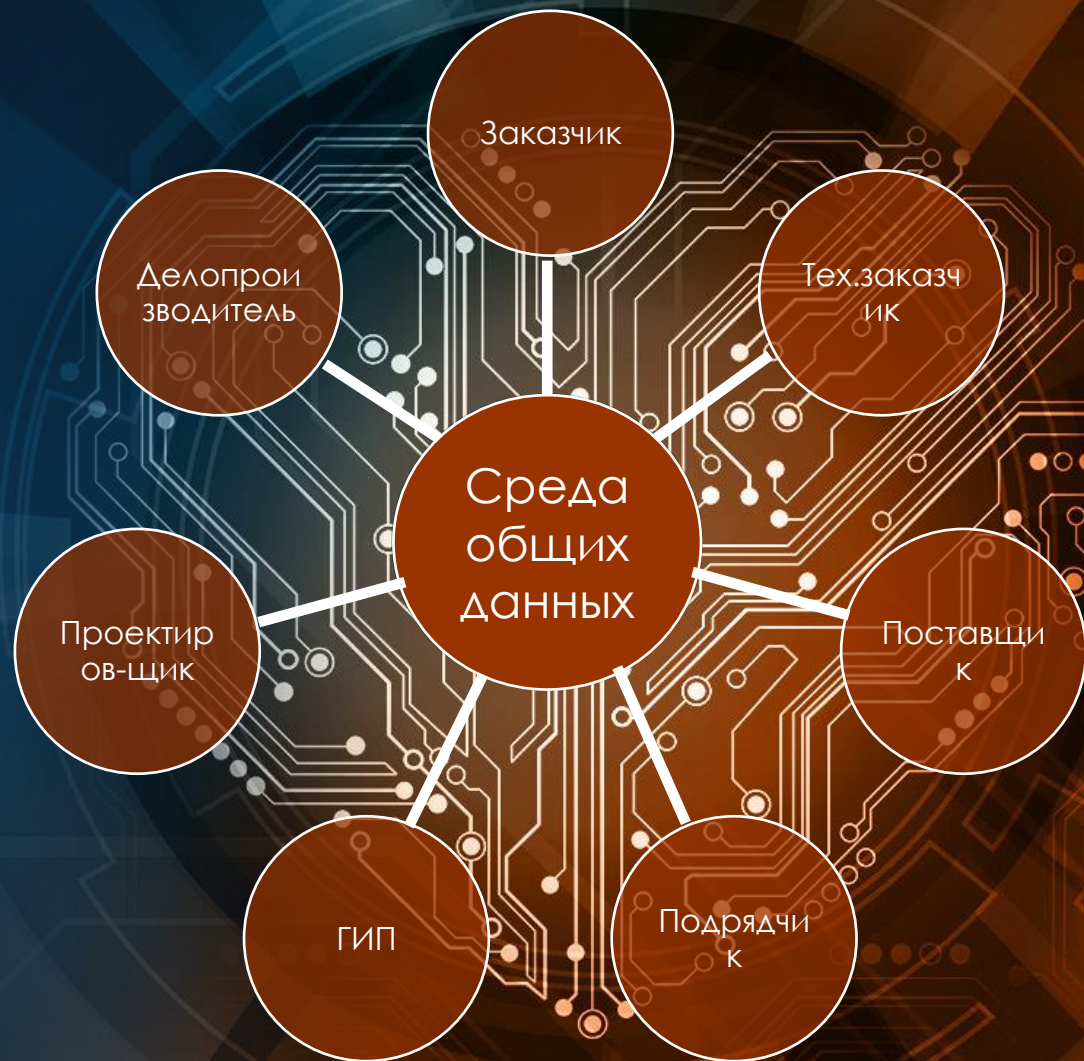 Заказчик
Делопрои
зводитель
Тех.заказч
ик
Среда
общих
данных
Проектир
ов-щик
Поставщи
к
ГИП
Подрядчи
к